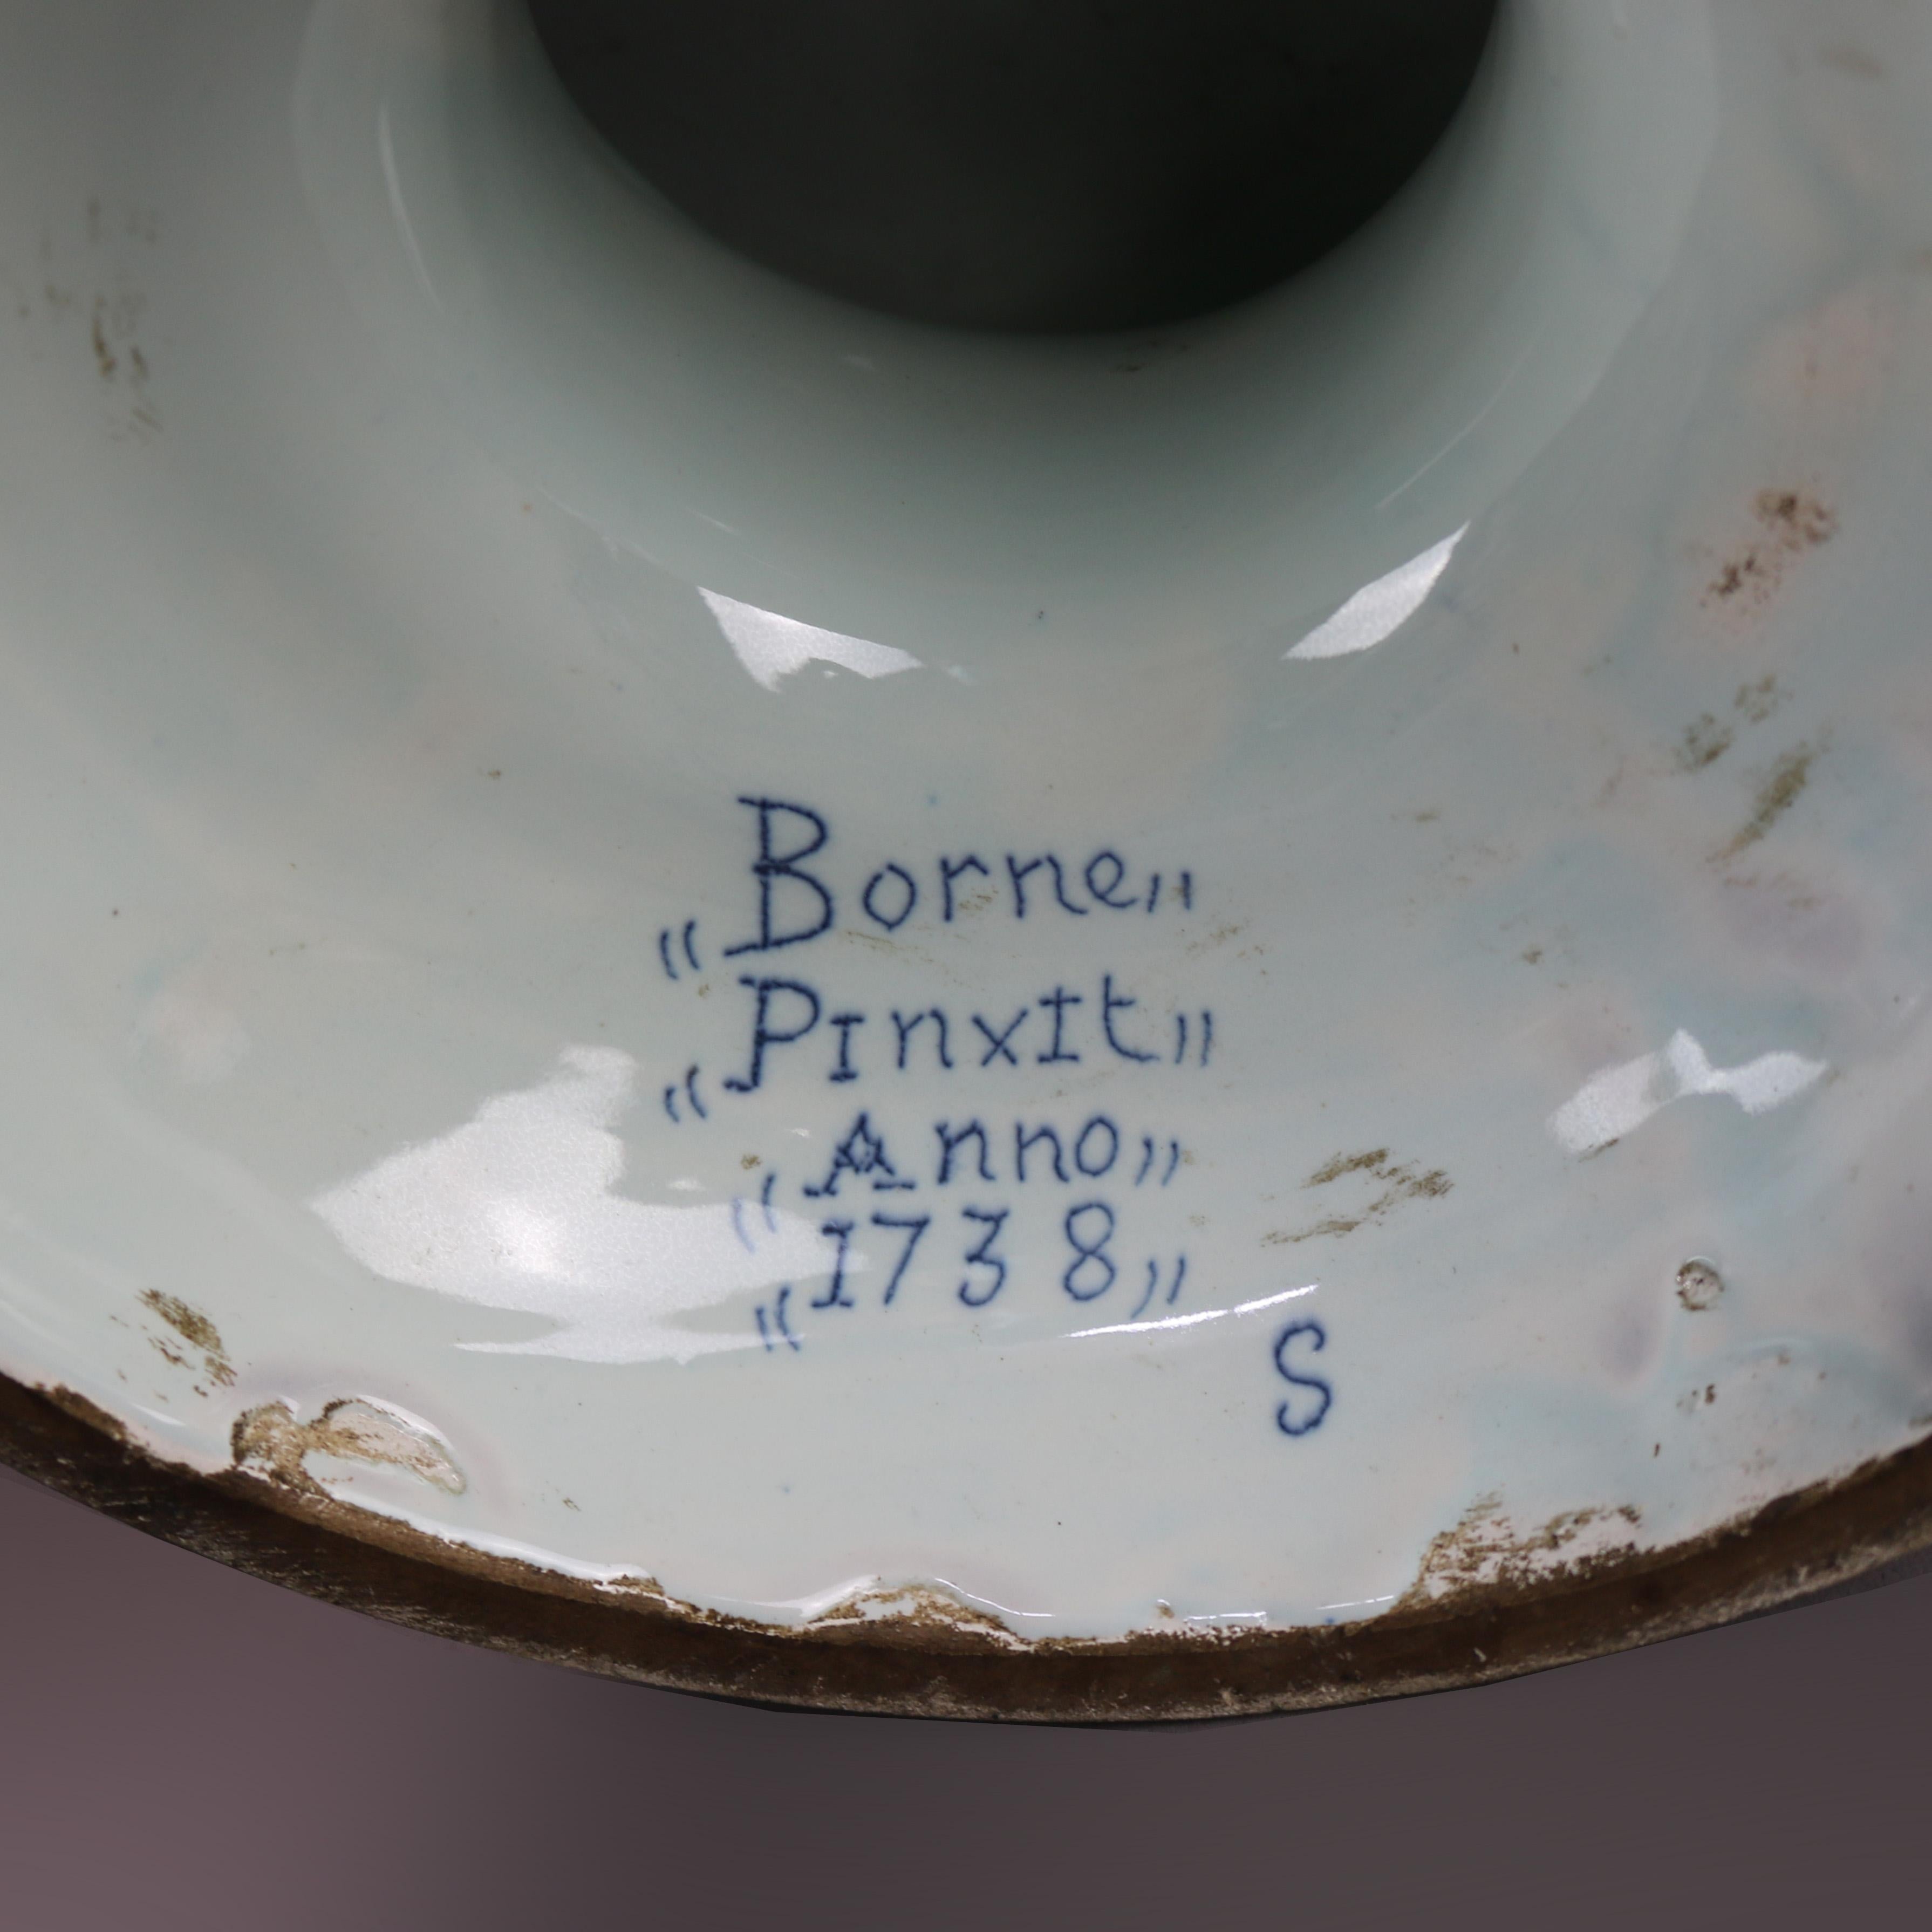 „Borne„
„Pinxit„
„Anno„
„1738„
S